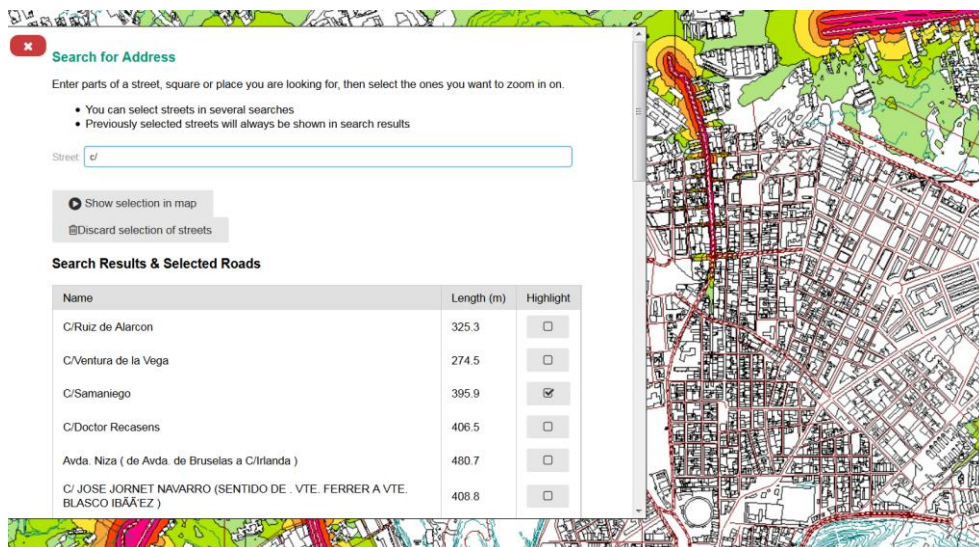 Search for Address
Enter parts of a street, square or place you are looking for, then select the ones you want to zoom in on.
You can select streets in several searches
Previously selected streets will always be shown in search results
Street: c/
Show selection in map
Discard selection of streets
Search Results & Selected Roads
Name Length (m) Highlight
C/Ruiz de Alarcon 325.3
C/Ventura de la Vega 274.5
C/Samaniego 395.9
C/Doctor Recasens 406.5
Avda. Niza ( de Avda. de Bruselas a C/Irlanda ) 480.7
C/ JOSE JORNET NAVARRO (SENTIDO DE . VTE. FERRER A VTE. 408.8
BLASCO IBÃÃ'EZ )